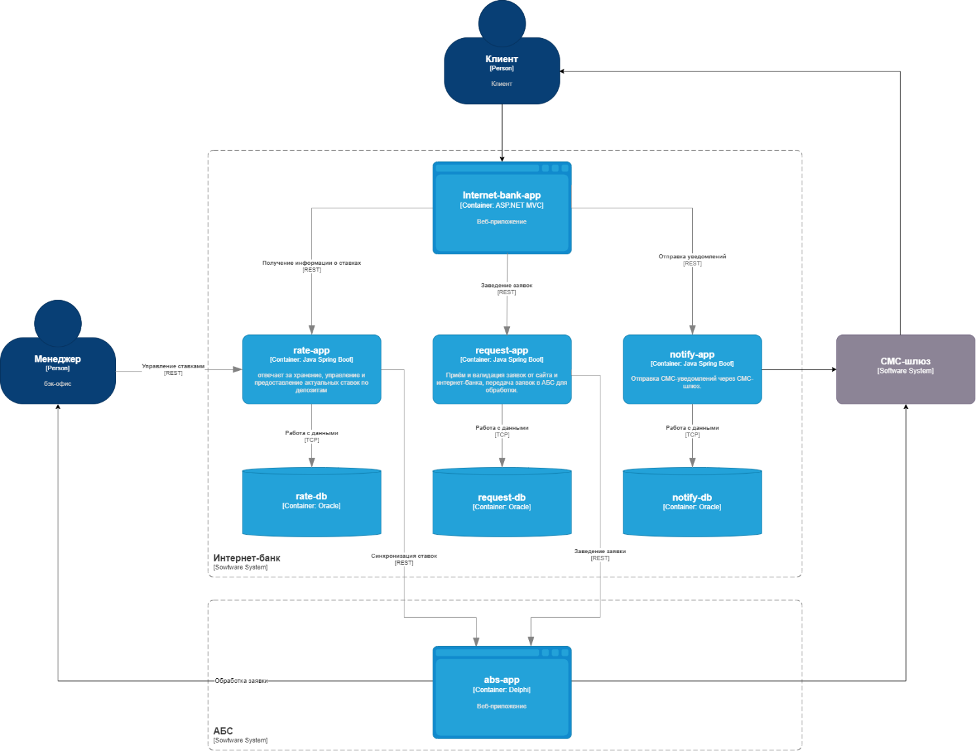 Клиент
[Person]
Клиент
internet-bank-app
[Container: ASP.NET MVC]
Веб-приложение
Получение информации о ставках
[REST]
Заведение заявок
[REST]
Отправка уведомлений
[REST]
Менеджер
[Person]
бэк-офис
Управление ставками
[REST]
rate-app
[Container: Java Spring Boot]
отвечает за хранение, управление и
предоставление актуальных ставок по
депозитам
request-app
[Container: Java Spring Boot]
Приём и валидация заявок от сайта и
интернет-банка, передача заявок в АБС для
обработки
notify-app
[Container: Java Spring Boot]
Отправка СМС-уведомлений через СМС-
шлюз.
СМС-шлюз
[Software System]
Работа с данными
[TCP]
Работа с данными
[TCP]
Работа с данными
[TCP]
rate-db
[Container: Oracle]
request-db
[Container: Oracle]
notify-db
[Container: Oracle]
Интернет-банк
[Sowtware System]
Синхронизация ставок
[REST]
Заведение заявки
[REST]
Обработка заявки
abs-app
[Container: Delphi]
Веб-приложение
АБС
[Sowtware System]